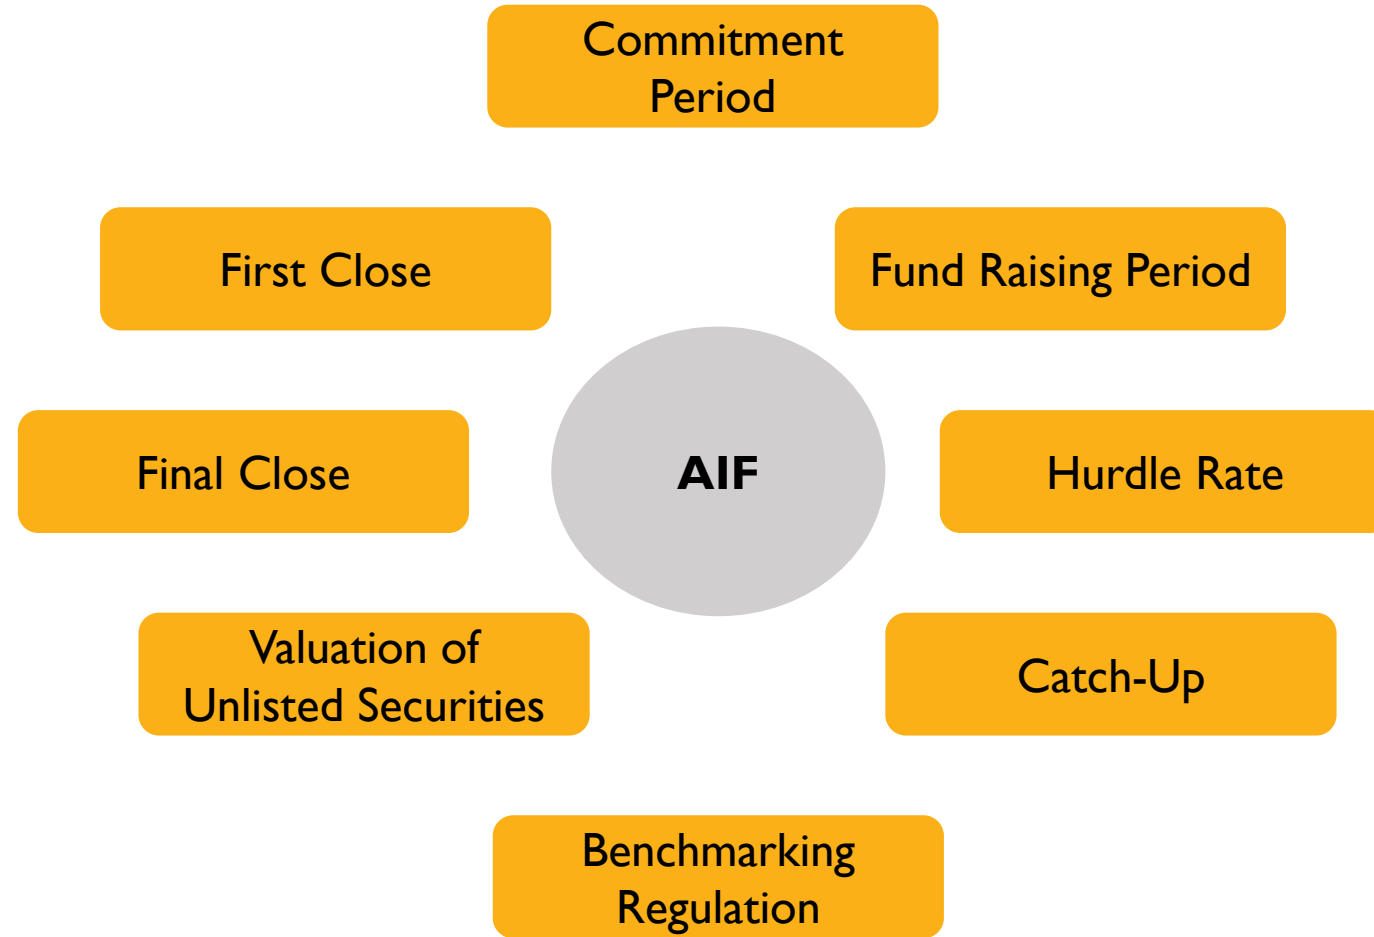 Commitment
Period
First Close
Fund Raising Period
Final Close
AIF
Hurdle Rate
Valuation of
Unlisted Securities
Catch-Up
Benchmarking
Regulation